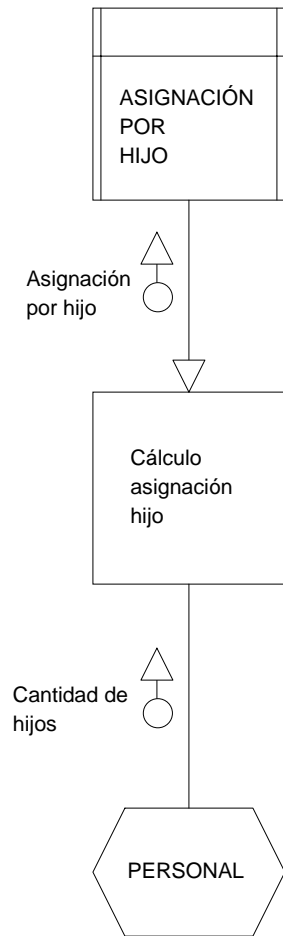 ASIGNACIÓN
POR
HIJO
Asignación
por hijo
Cálculo
asignación
hijo
Cantidad de
hijos
PERSONAL